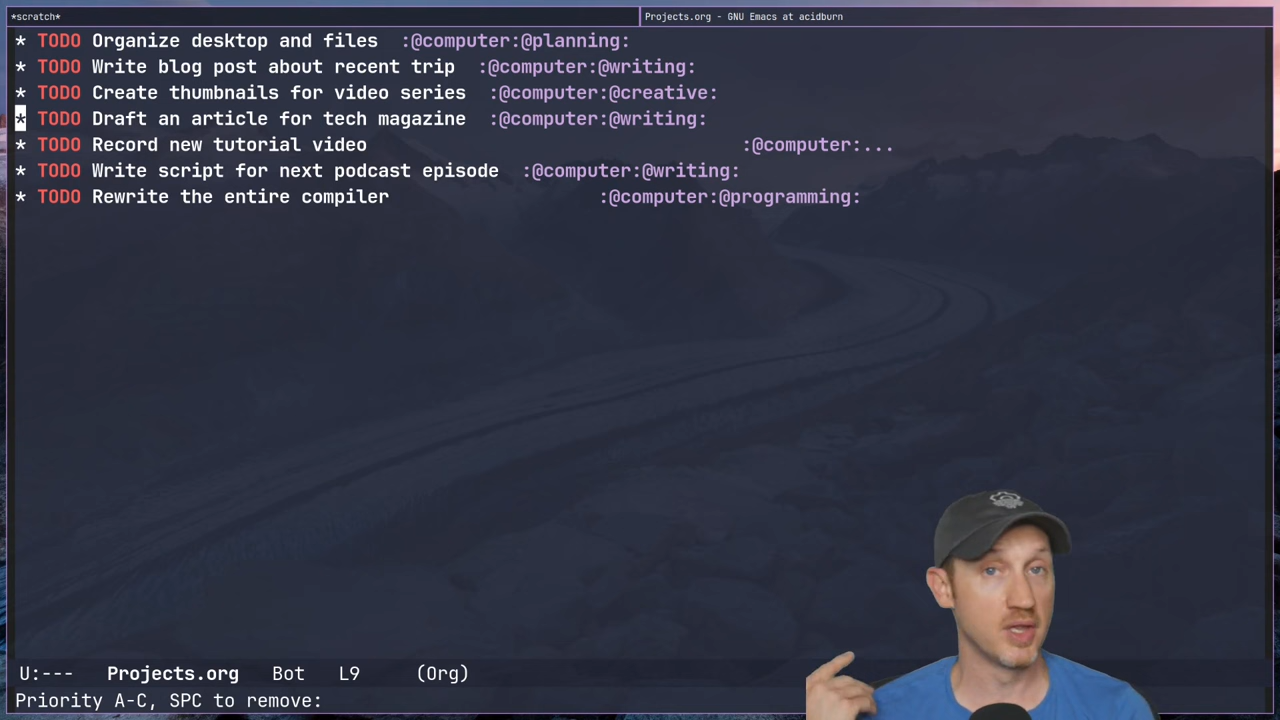 *scratch*
Projects.org - GNU Emacs at acidburn
* TODO Organize desktop and files :@computer:@planning:
* TODO Write blog post about recent trip :@computer:@writing:
* TODO Create thumbnails for video series :@computer:@creative:
* TODO Draft an article for tech magazine :@computer:@writing:
* TODO Record new tutorial video :@computer:...
* TODO Write script for next podcast episode :@computer:@writing:
* TODO Rewrite the entire compiler :@computer:@programming:
U:--- Projects.org Bot L9 (Org)
Priority A-C, SPC to remove: